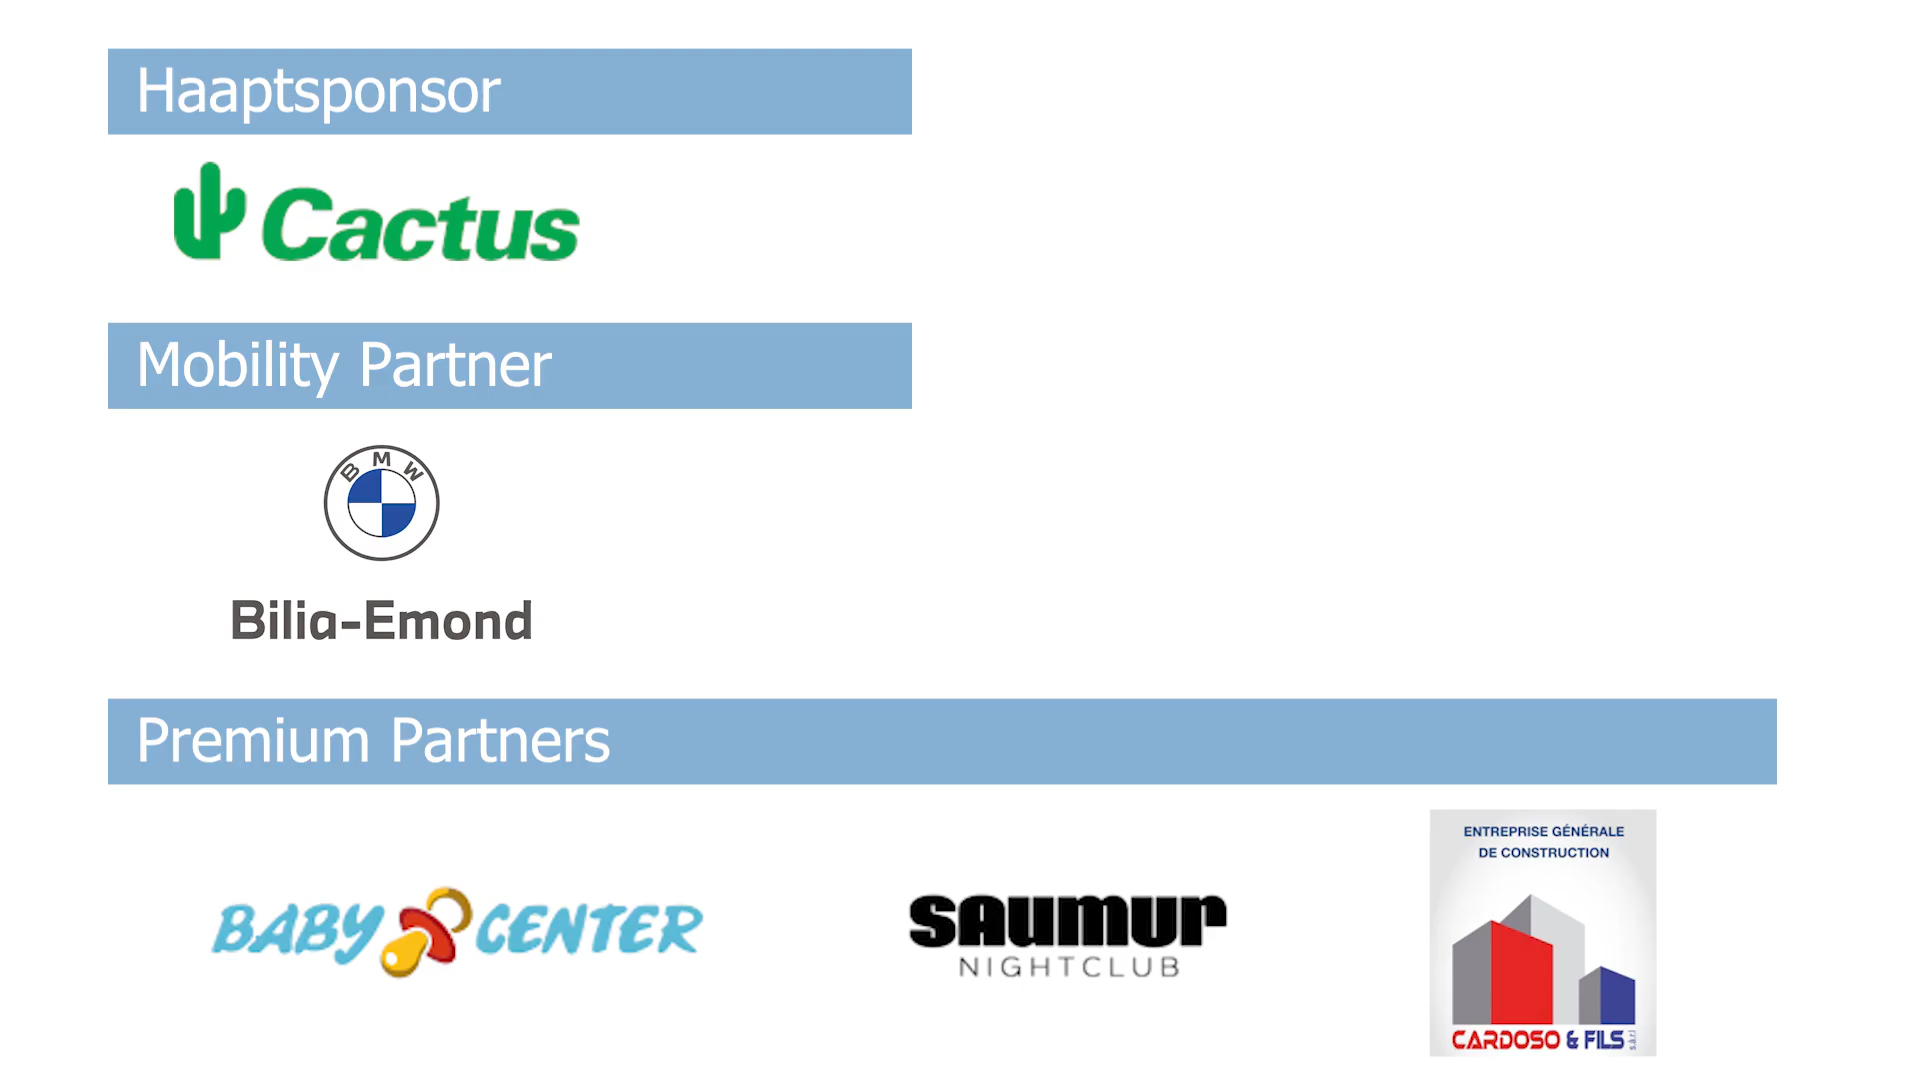 Haaptsponsor
Cactus
Mobility Partner
BMW
Bilia-Emond
Premium Partners
BABY CENTER
SAUMUR
NIGHTCLUB
ENTREPRISE GÉNÉRALE
DE CONSTRUCTION
CARDOSO & FILS s.à.r.l